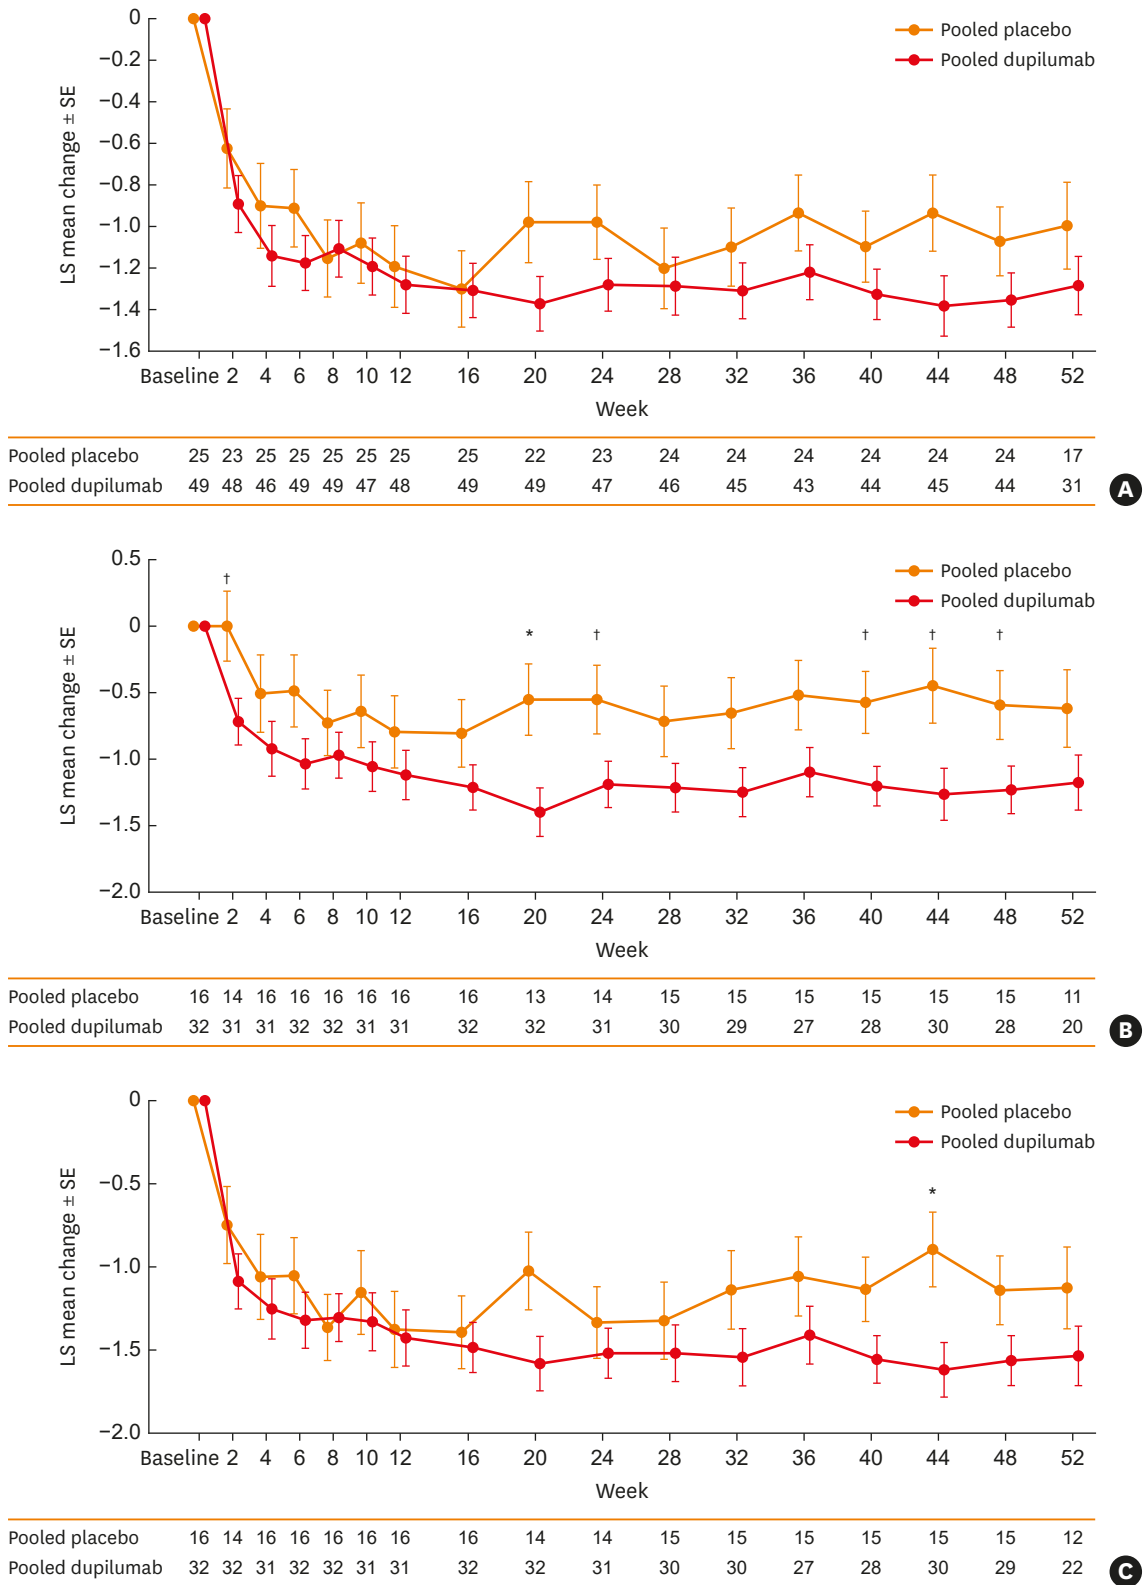 0
−0.2
−0.4
−0.6
−0.8
−1.0
−1.2
−1.4
−1.6
LS mean change ± SE
Pooled placebo
Pooled dupilumab
Baseline 2 4 6 8 10 12 16 20 24 28 32 36 40 44 48 52
Week
Pooled placebo 25 23 25 25 25 25 25 25 22 23 24 24 24 24 24 24 17
Pooled dupilumab 49 48 46 49 49 47 48 49 49 47 46 45 43 44 45 44 31
A
0.5
0
−0.5
−1.0
−1.5
−2.0
LS mean change ± SE
Pooled placebo
Pooled dupilumab
† * † † † †
Baseline 2 4 6 8 10 12 16 20 24 28 32 36 40 44 48 52
Week
Pooled placebo 16 14 16 16 16 16 16 16 13 14 15 15 15 15 15 15 11
Pooled dupilumab 32 31 31 32 32 31 31 32 32 31 30 29 27 28 30 28 20
B
0
−0.5
−1.0
−1.5
−2.0
LS mean change ± SE
Pooled placebo
Pooled dupilumab
*
Baseline 2 4 6 8 10 12 16 20 24 28 32 36 40 44 48 52
Week
Pooled placebo 16 14 16 16 16 16 16 16 14 14 15 15 15 15 15 15 12
Pooled dupilumab 32 32 31 32 32 31 31 32 32 31 30 30 27 28 30 29 22
C